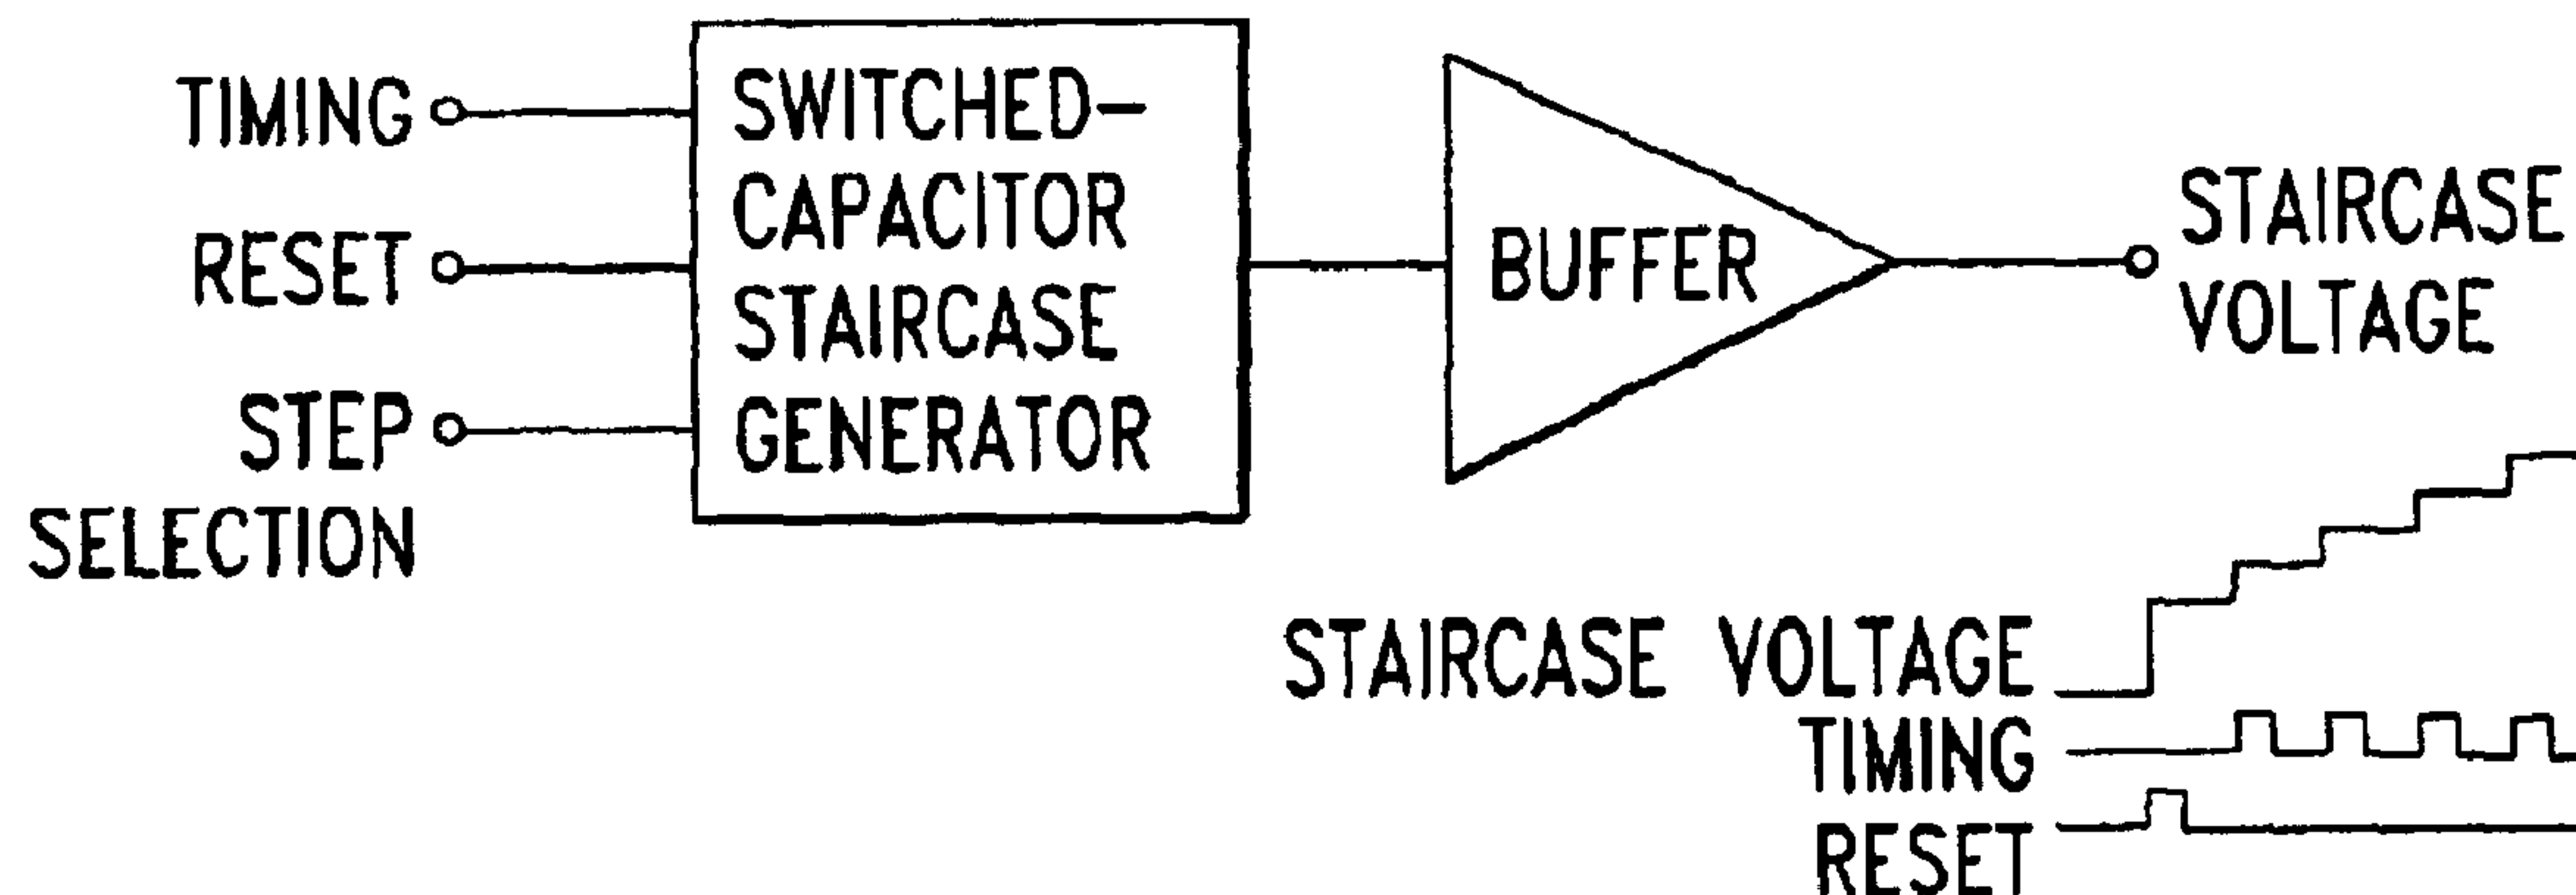 TIMING
RESET
STEP
SELECTION
SWITCHED-
CAPACITOR
STAIRCASE
GENERATOR
BUFFER
STAIRCASE
VOLTAGE
STAIRCASE VOLTAGE
TIMING
RESET